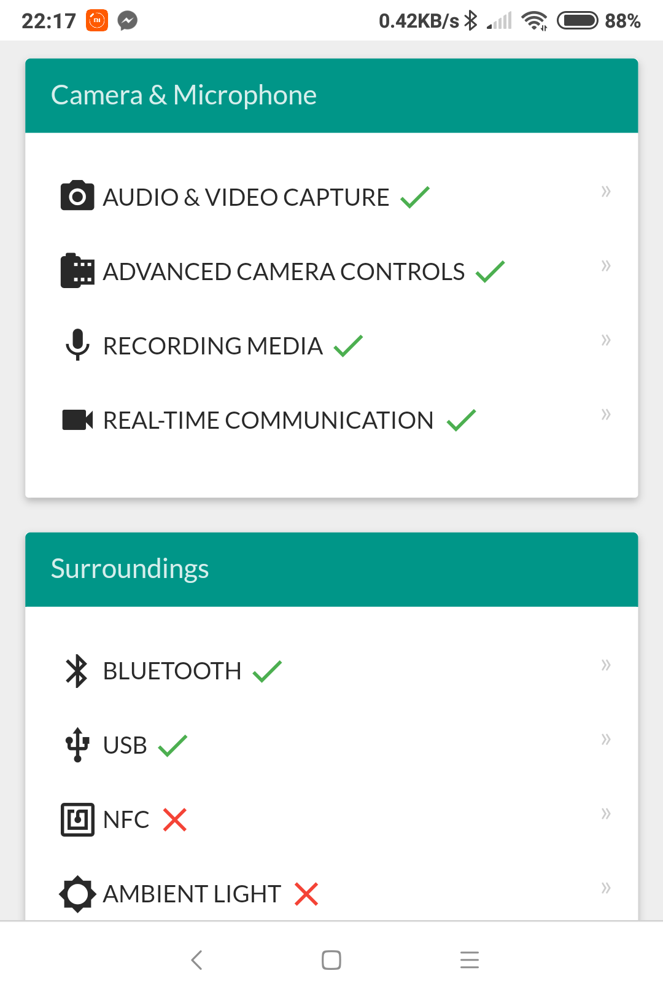 22:17 mi 0.42KB/s 88%
Camera & Microphone
AUDIO & VIDEO CAPTURE »
ADVANCED CAMERA CONTROLS »
RECORDING MEDIA »
REAL-TIME COMMUNICATION »
Surroundings
BLUETOOTH »
USB »
NFC »
AMBIENT LIGHT »